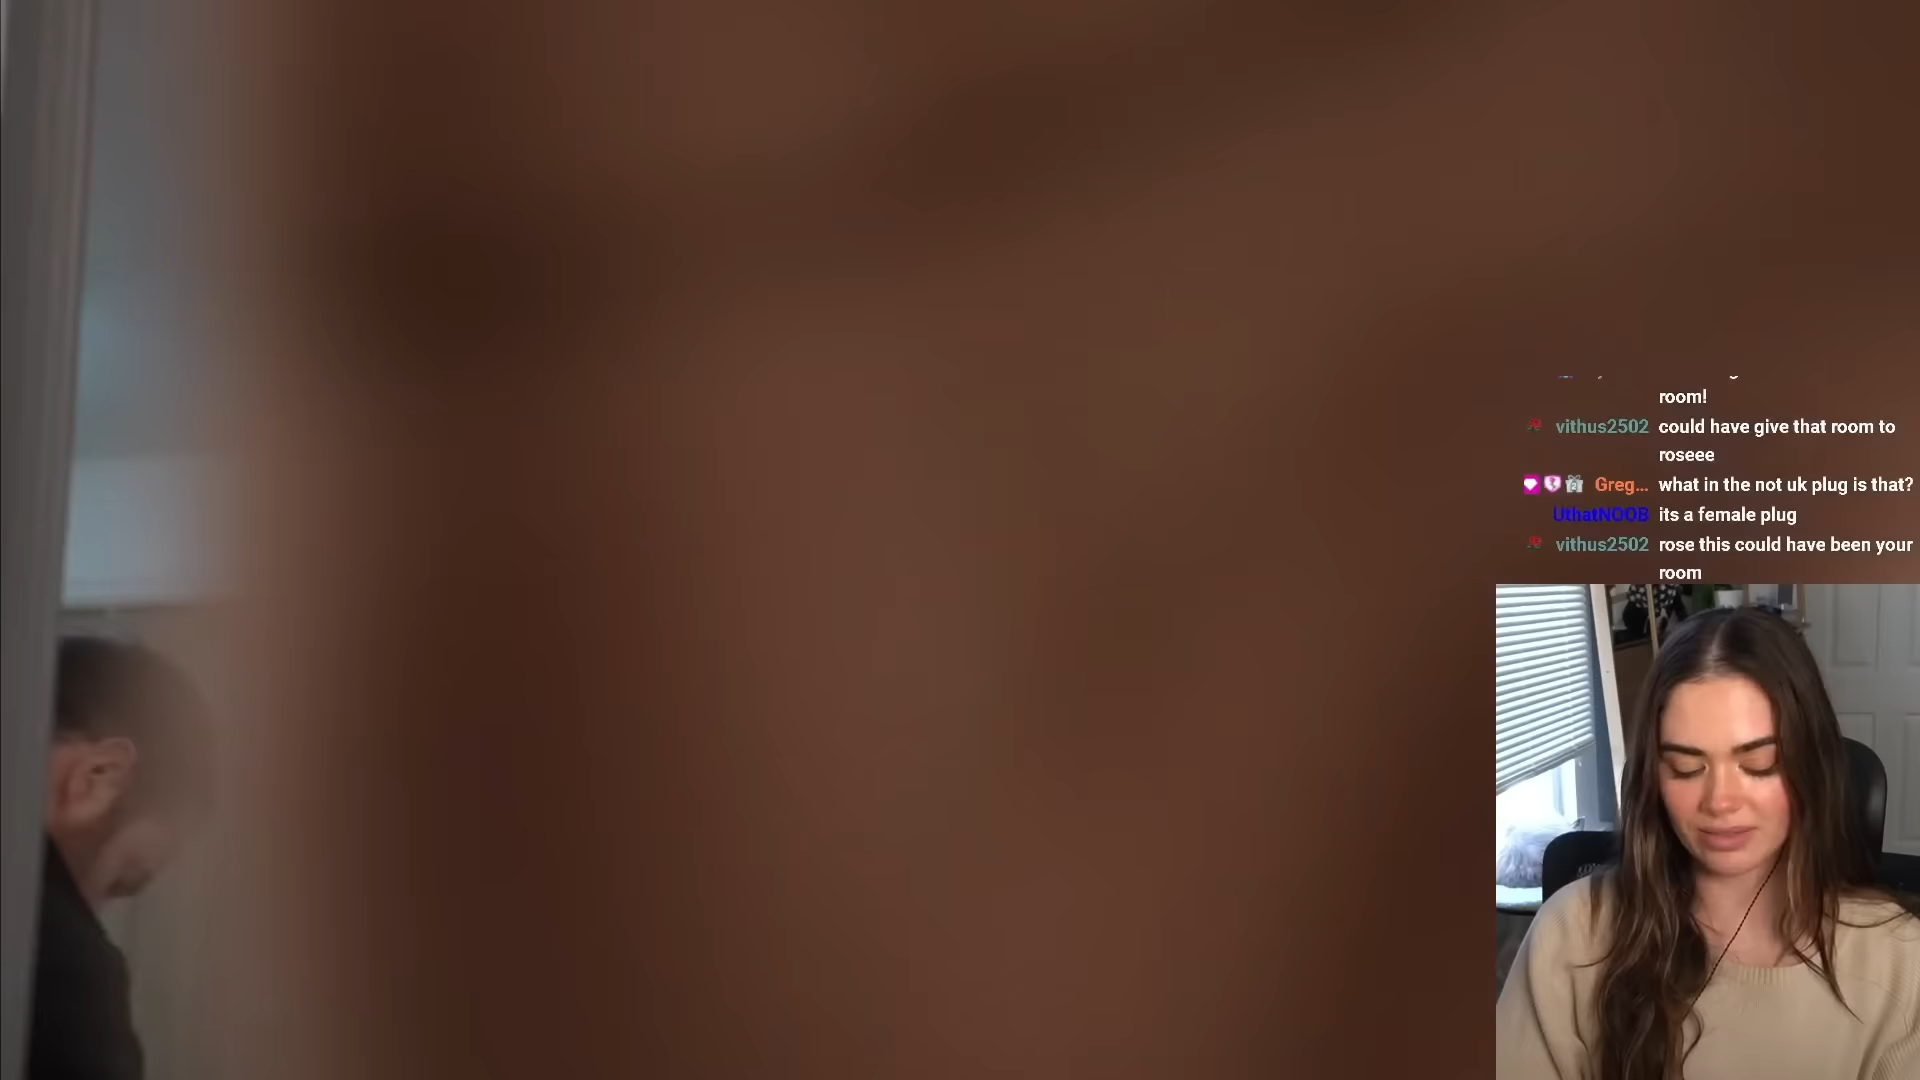 room!
vithus2502 could have give that room to
roseee
Greg... what in the not uk plug is that?
UthatNOOB its a female plug
vithus2502 rose this could have been your
room